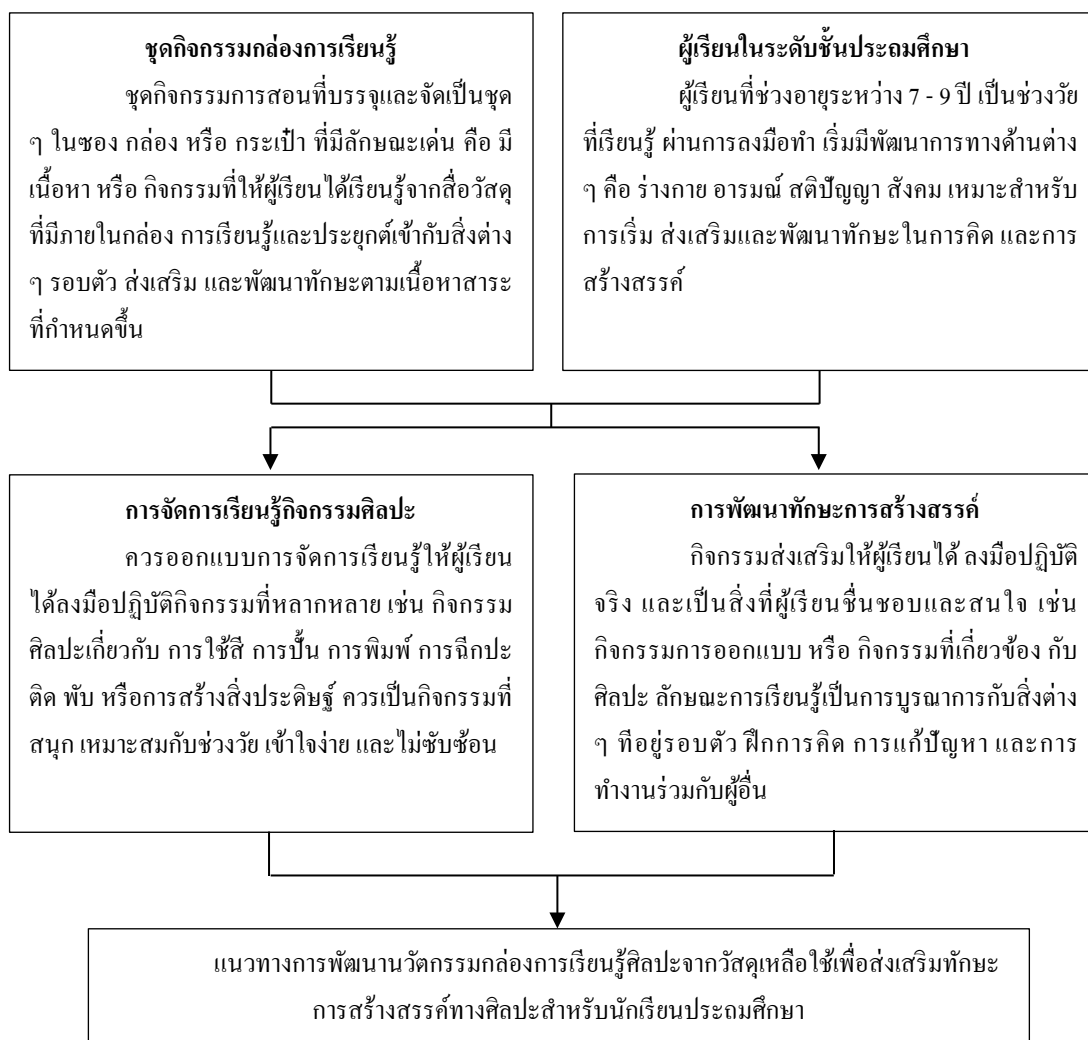 ชุดกิจกรรมกล่องการเรียนรู้
ชุดกิจกรรมการสอนที่บรรจุและจัดเป็นชุด
ๆ ในซอง กล่อง หรือ กระเป๋า ที่มีลักษณะเด่น คือ มี
เนื้อหา หรือ กิจกรรมที่ให้ผู้เรียนได้เรียนรู้จากสื่อวัสดุ
ที่มีภายในกล่อง การเรียนรู้และประยุกต์เข้ากับสิ่งต่าง
ๆ รอบตัว ส่งเสริม และพัฒนาทักษะตามเนื้อหาสาระ
ที่กำหนดขึ้น
ผู้เรียนในระดับชั้นประถมศึกษา
ผู้เรียนที่ช่วงอายุระหว่าง 7 - 9 ปี เป็นช่วงวัย
ที่เรียนรู้ ผ่านการลงมือทำ เริ่มมีพัฒนาการทางด้านต่าง
ๆ คือ ร่างกาย อารมณ์ สติปัญญา สังคม เหมาะสำหรับ
การเริ่ม ส่งเสริมและพัฒนาทักษะในการคิด และการ
สร้างสรรค์
การจัดการเรียนรู้กิจกรรมศิลปะ
ควรออกแบบการจัดการเรียนรู้ให้ผู้เรียน
ได้ลงมือปฏิบัติกิจกรรมที่หลากหลาย เช่น กิจกรรม
ศิลปะเกี่ยวกับ การใช้สี การปั้น การพิมพ์ การฉีกปะ
ติด พับ หรือการสร้างสิ่งประดิษฐ์ ควรเป็นกิจกรรมที่
สนุก เหมาะสมกับช่วงวัย เข้าใจง่าย และไม่ซับซ้อน
การพัฒนาทักษะการสร้างสรรค์
กิจกรรมส่งเสริมให้ผู้เรียนได้ ลงมือปฏิบัติ
จริง และเป็นสิ่งที่ผู้เรียนชื่นชอบและสนใจ เช่น
กิจกรรมการออกแบบ หรือ กิจกรรมที่เกี่ยวข้อง กับ
ศิลปะ ลักษณะการเรียนรู้เป็นการบูรณาการกับสิ่งต่าง
ๆ ทีอยู่รอบตัว ฝึกการคิด การแก้ปัญหา และการ
ทำงานร่วมกับผู้อื่น
แนวทางการพัฒนานวัตกรรมกล่องการเรียนรู้ศิลปะจากวัสดุเหลือใช้เพื่อส่งเสริมทักษะ
การสร้างสรรค์ทางศิลปะสำหรับนักเรียนประถมศึกษา